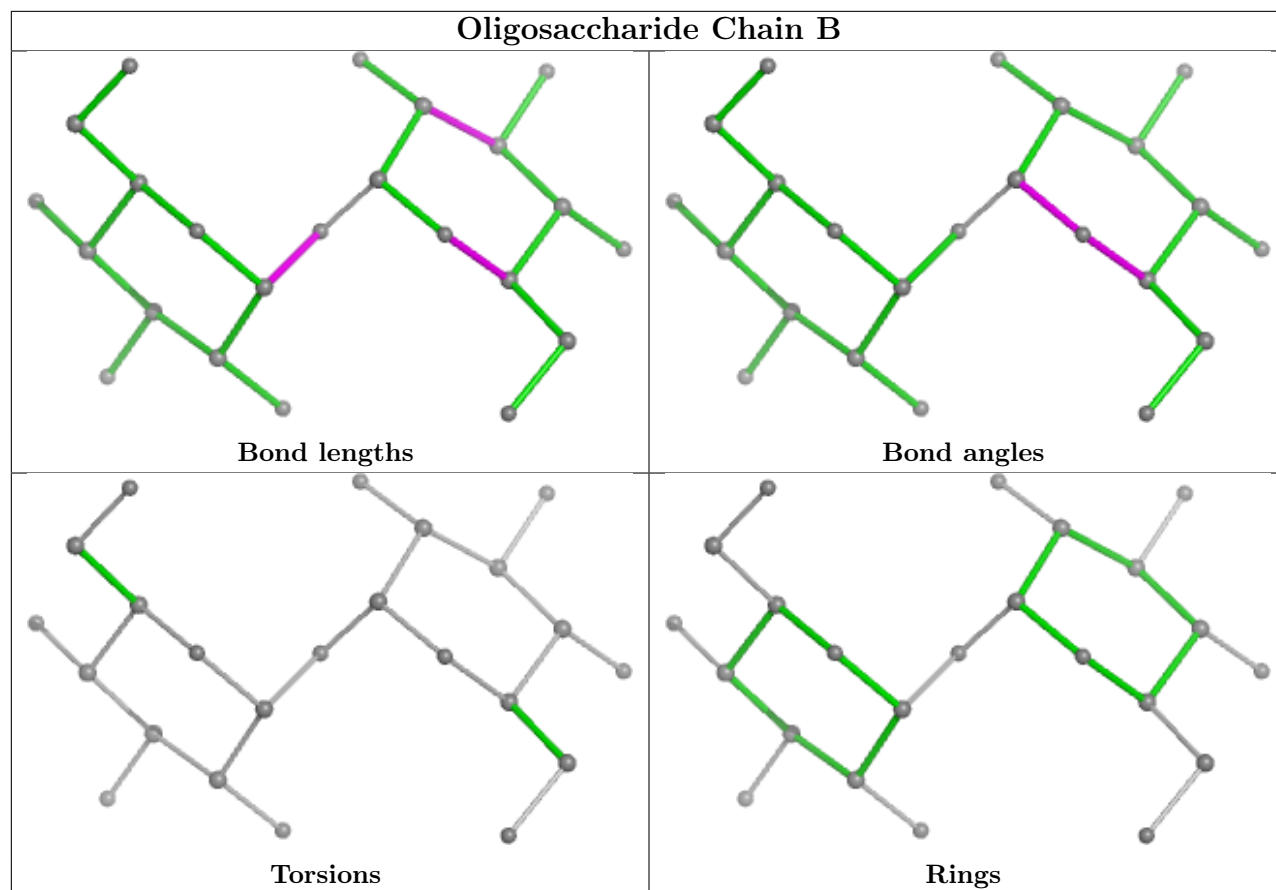 Oligosaccharide Chain B
Bond lengths
Bond angles
Torsions
Rings